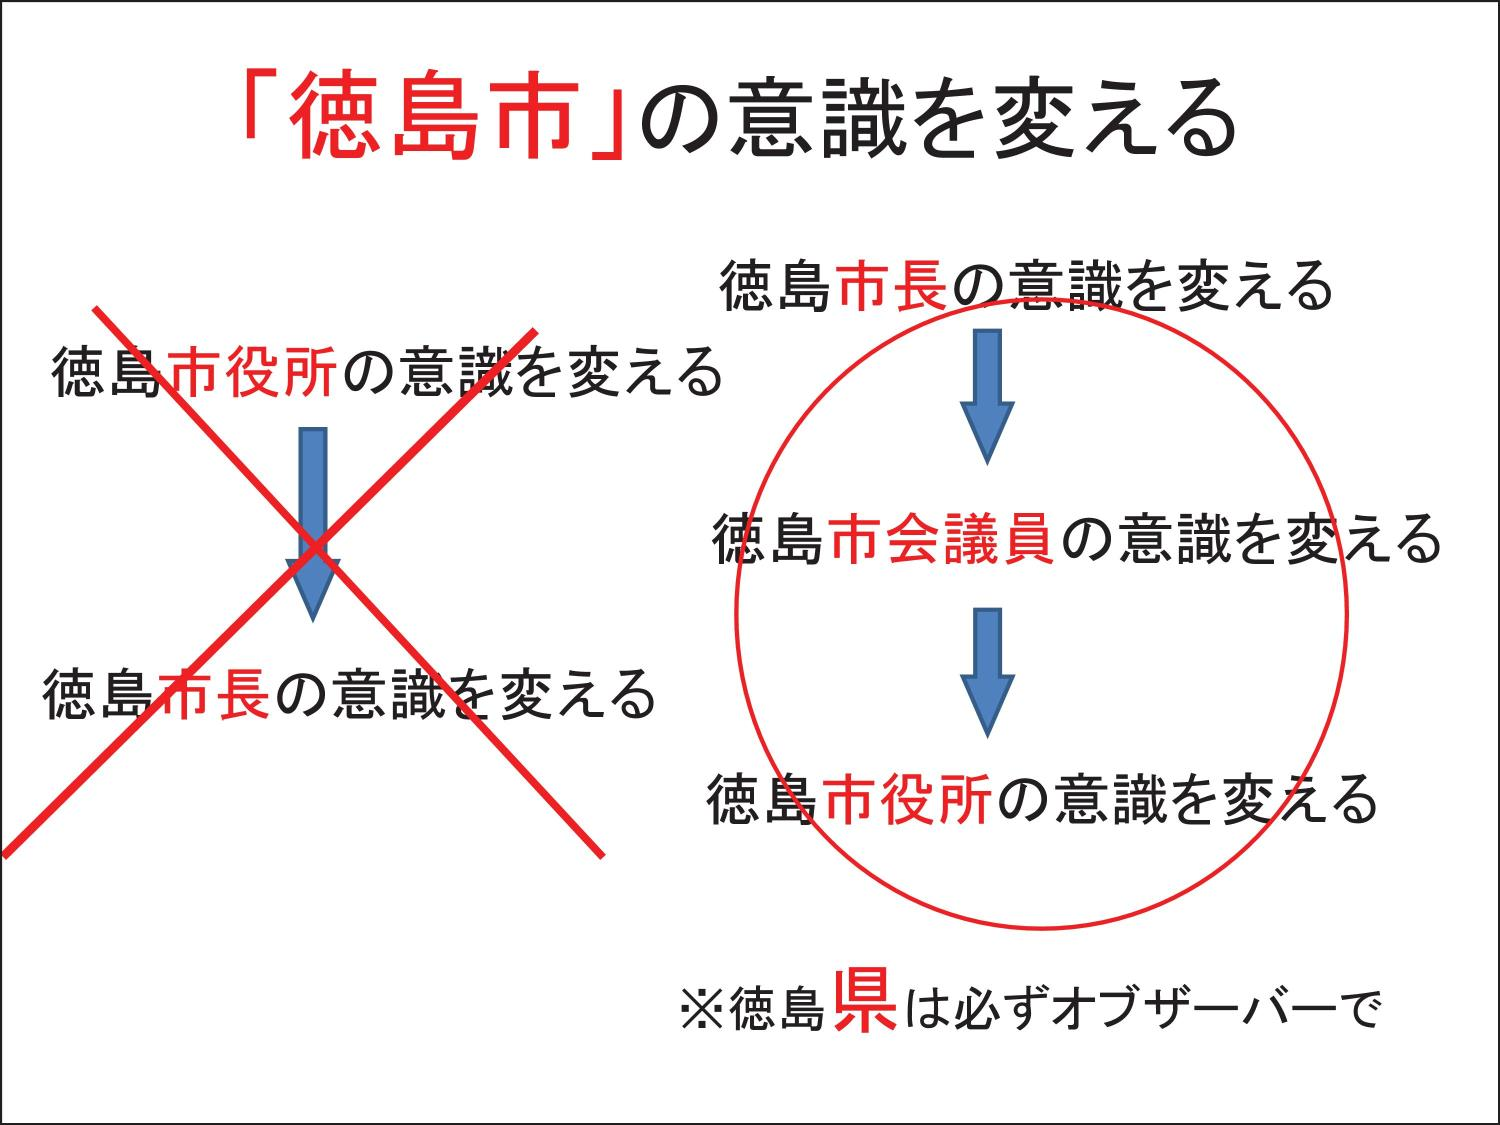 「徳島市」の意識を変える
徳島市役所の意識を変える
徳島市長の意識を変える
徳島市長の意識を変える
徳島市会議員の意識を変える
徳島市役所の意識を変える
※徳島県は必ずオブザーバーで